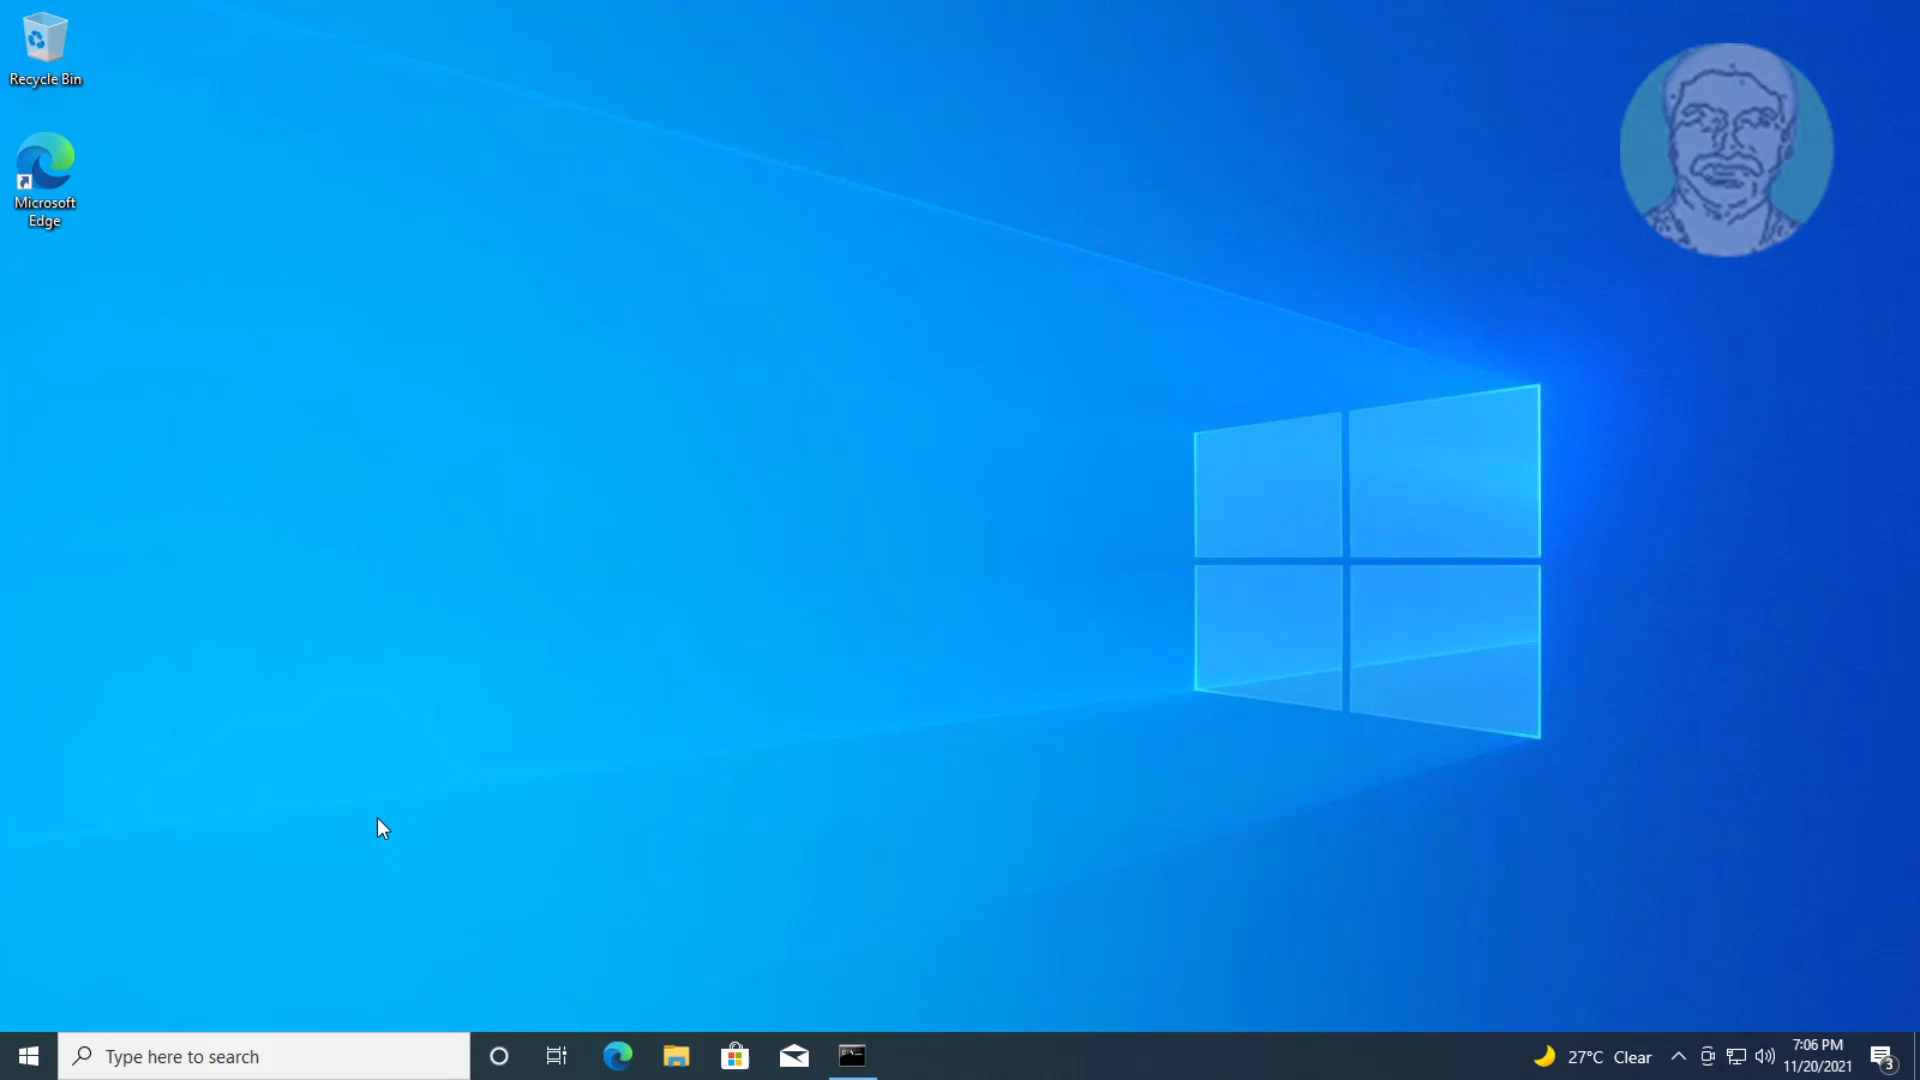 Recycle Bin
Microsoft
Edge
Type here to search
27°C Clear
7:06 PM
11/20/2021
3